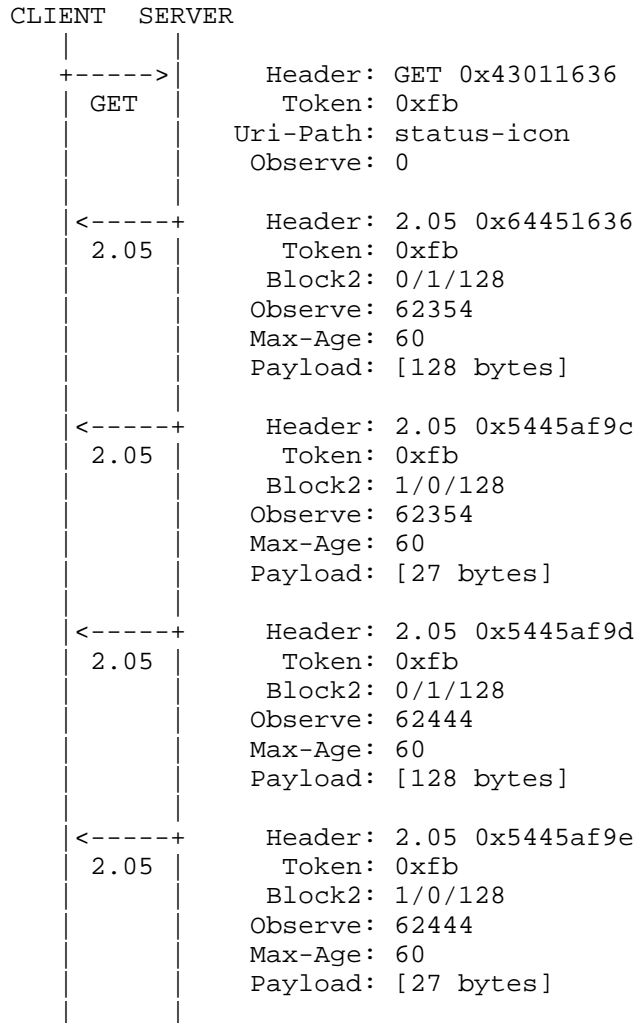 CLIENT  SERVER
  |      |
  +----->|     Header: GET 0x43011636
  | GET  |      Token: 0xfb
  |      |   Uri-Path: status-icon
  |      |    Observe: 0
  |      |
  |<-----+     Header: 2.05 0x64451636
  | 2.05 |      Token: 0xfb
  |      |     Block2: 0/1/128
  |      |    Observe: 62354
  |      |    Max-Age: 60
  |      |    Payload: [128 bytes]
  |      |
  |<-----+     Header: 2.05 0x5445af9c
  | 2.05 |      Token: 0xfb
  |      |     Block2: 1/0/128
  |      |    Observe: 62354
  |      |    Max-Age: 60
  |      |    Payload: [27 bytes]
  |      |
  |<-----+     Header: 2.05 0x5445af9d
  | 2.05 |      Token: 0xfb
  |      |     Block2: 0/1/128
  |      |    Observe: 62444
  |      |    Max-Age: 60
  |      |    Payload: [128 bytes]
  |      |
  |<-----+     Header: 2.05 0x5445af9e
  | 2.05 |      Token: 0xfb
  |      |     Block2: 1/0/128
  |      |    Observe: 62444
  |      |    Max-Age: 60
  |      |    Payload: [27 bytes]
  |      |